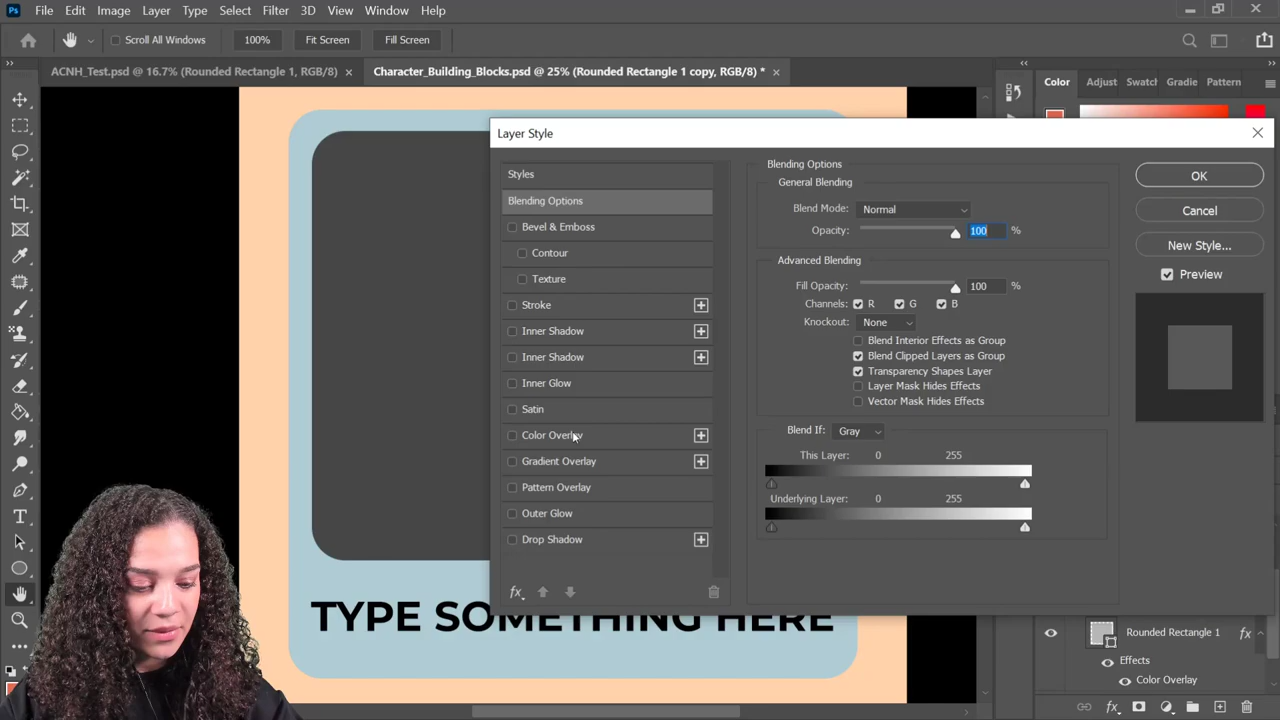 Ps File Edit Image Layer Type Select Filter 3D View Window Help
Scroll All Windows 100% Fit Screen Fill Screen
ACNH_Test.psd @ 16.7% (Rounded Rectangle 1, RGB/8) × Character_Building_Blocks.psd @ 25% (Rounded Rectangle 1 copy, RGB/8) * ×
Color Adjust Swatch Gradie Pattern
Layer Style
Styles
Blending Options
Bevel & Emboss
Contour
Texture
Stroke
Inner Shadow
Inner Shadow
Inner Glow
Satin
Color Overlay
Gradient Overlay
Pattern Overlay
Outer Glow
Drop Shadow
fx
Blending Options
General Blending
Blend Mode: Normal
Opacity: 100 %
Advanced Blending
Fill Opacity: 100 %
Channels: R G B
Knockout: None
Blend Interior Effects as Group
Blend Clipped Layers as Group
Transparency Shapes Layer
Layer Mask Hides Effects
Vector Mask Hides Effects
Blend If: Gray
This Layer: 0 255
Underlying Layer: 0 255
OK
Cancel
New Style...
Preview
TYPE SOMETHING HERE
Rounded Rectangle 1 fx
Effects
Color Overlay
fx